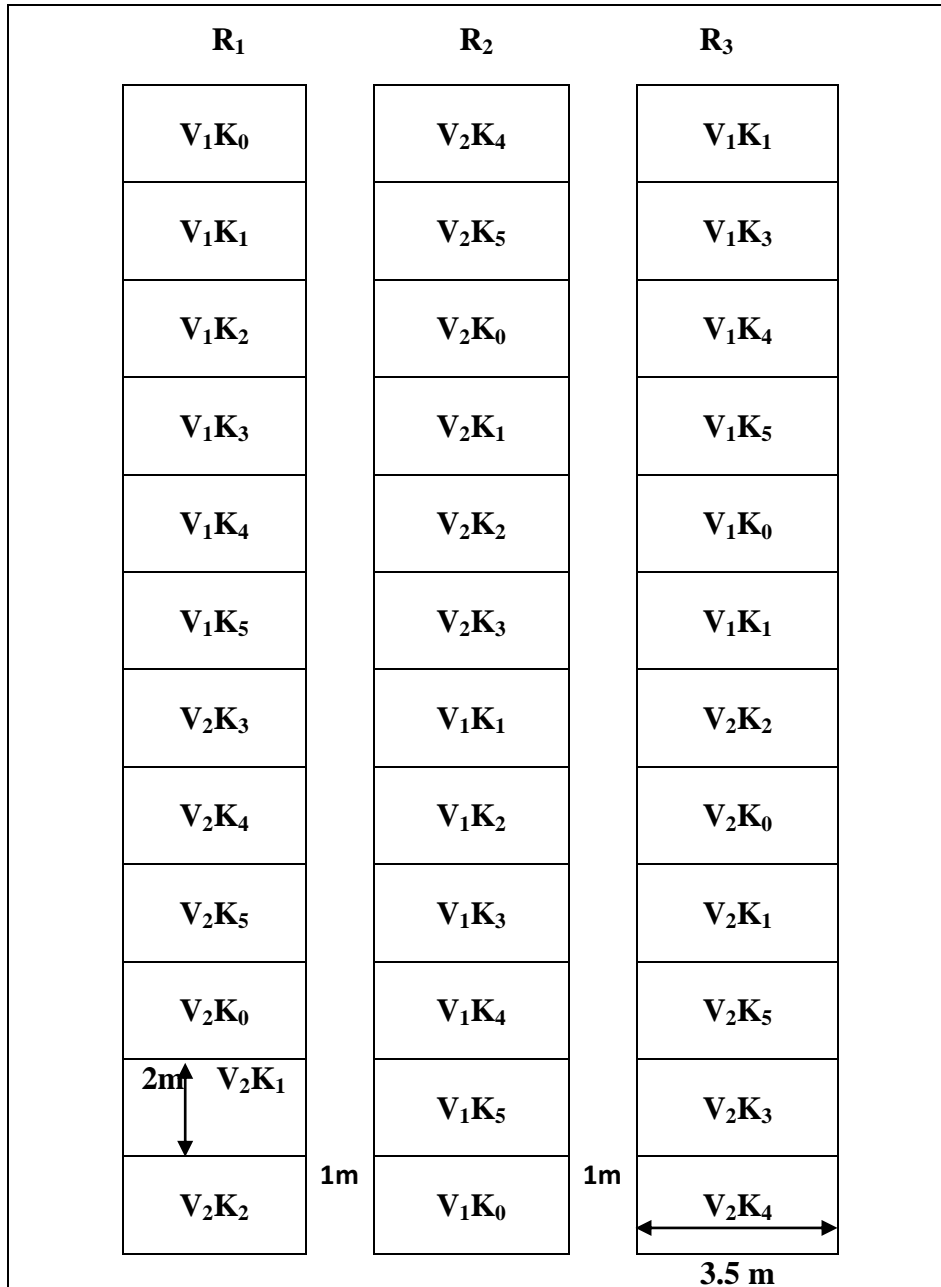 R₁ R₂ R₃
V₁K₀ V₂K₄ V₁K₁
V₁K₁ V₂K₅ V₁K₃
V₁K₂ V₂K₀ V₁K₄
V₁K₃ V₂K₁ V₁K₅
V₁K₄ V₂K₂ V₁K₀
V₁K₅ V₂K₃ V₁K₁
V₂K₃ V₁K₁ V₂K₂
V₂K₄ V₁K₂ V₂K₀
V₂K₅ V₁K₃ V₂K₁
V₂K₀ V₁K₄ V₂K₅
2m V₂K₁ V₁K₅ V₂K₃
1m 1m
V₂K₂ V₁K₀ V₂K₄
3.5 m